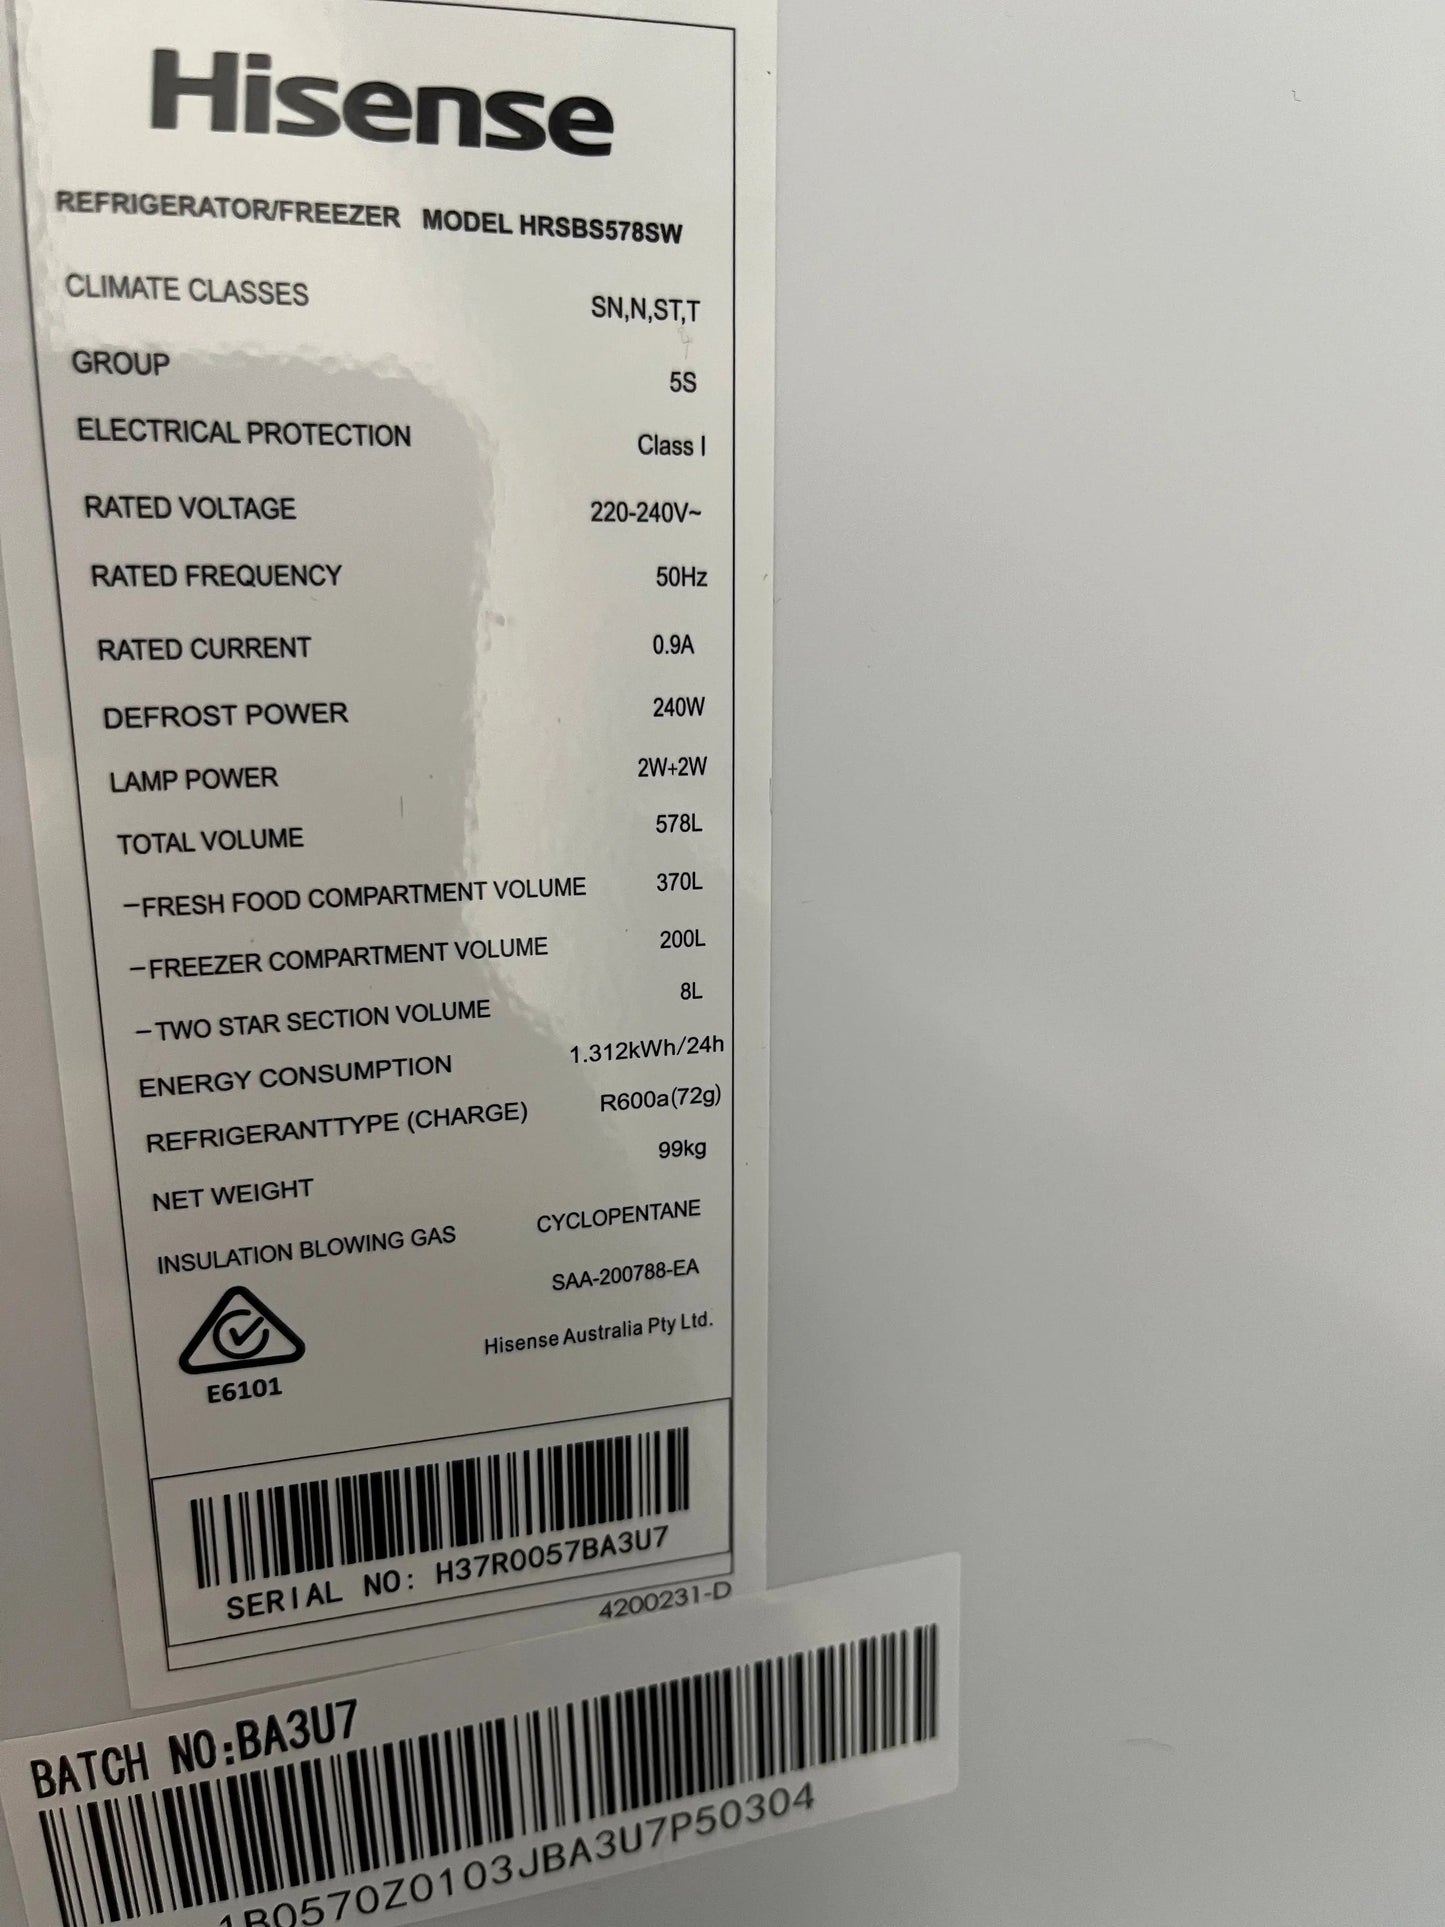 Hisense
REFRIGERATOR/FREEZER MODEL HRSBS578SW
CLIMATE CLASSES SN,N,ST,T
GROUP 5S
ELECTRICAL PROTECTION Class I
RATED VOLTAGE 220-240V~
RATED FREQUENCY 50Hz
RATED CURRENT 0.9A
DEFROST POWER 240W
LAMP POWER 2W+2W
TOTAL VOLUME 578L
-FRESH FOOD COMPARTMENT VOLUME 370L
-FREEZER COMPARTMENT VOLUME 200L
-TWO STAR SECTION VOLUME 8L
ENERGY CONSUMPTION 1.312kWh/24h
REFRIGERANTTYPE (CHARGE) R600a(72g)
NET WEIGHT 99kg
INSULATION BLOWING GAS CYCLOPENTANE
SAA-200788-EA
Hisense Australia Pty Ltd.
E6101
SERIAL NO: H37R0057BA3U7
4200231-D
BATCH NO:BA3U7
1B0570Z0103JBA3U7P50304